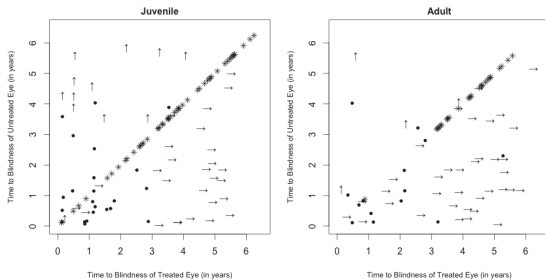 Juvenile
Time to Blindness of Untreated Eye (in years)
6
5
4
3
2
1
0
0 1 2 3 4 5 6
Time to Blindness of Treated Eye (in years)
Adult
Time to Blindness of Untreated Eye (in years)
6
5
4
3
2
1
0
0 1 2 3 4 5 6
Time to Blindness of Treated Eye (in years)